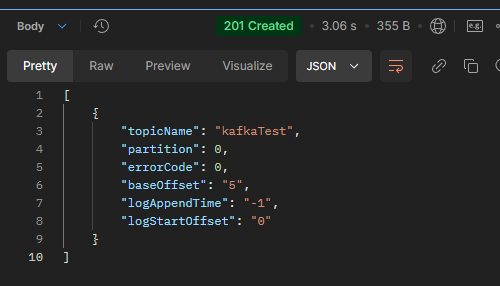 Body 201 Created 3.06 s 355 B e.g.
Pretty Raw Preview Visualize JSON
1 [
2 {
3 "topicName": "kafkaTest",
4 "partition": 0,
5 "errorCode": 0,
6 "baseOffset": "5",
7 "logAppendTime": "-1",
8 "logStartOffset": "0"
9 }
10 ]